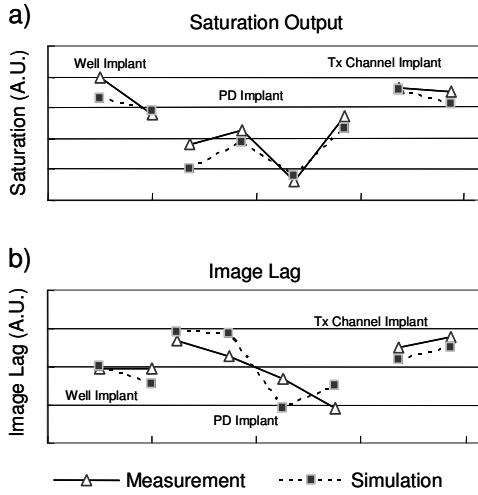 a)
Saturation Output
Well Implant
Tx Channel Implant
PD Implant
Saturation (A.U.)
b)
Image Lag
Tx Channel Implant
Well Implant
PD Implant
Image Lag (A.U.)
Measurement
Simulation